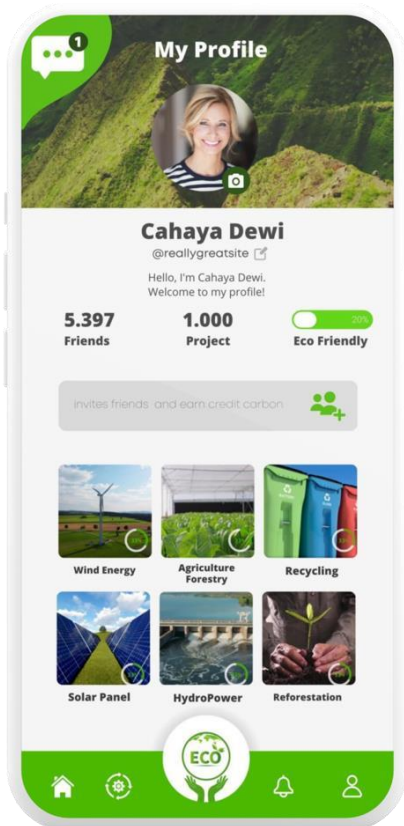 1
My Profile
Cahaya Dewi
@reallygreatsite
Hello, I'm Cahaya Dewi.
Welcome to my profile!
5.397 1.000 20%
Friends Project Eco Friendly
invites friends and earn credit carbon
Wind Energy Agriculture Forestry Recycling
Solar Panel HydroPower Reforestation
ECO